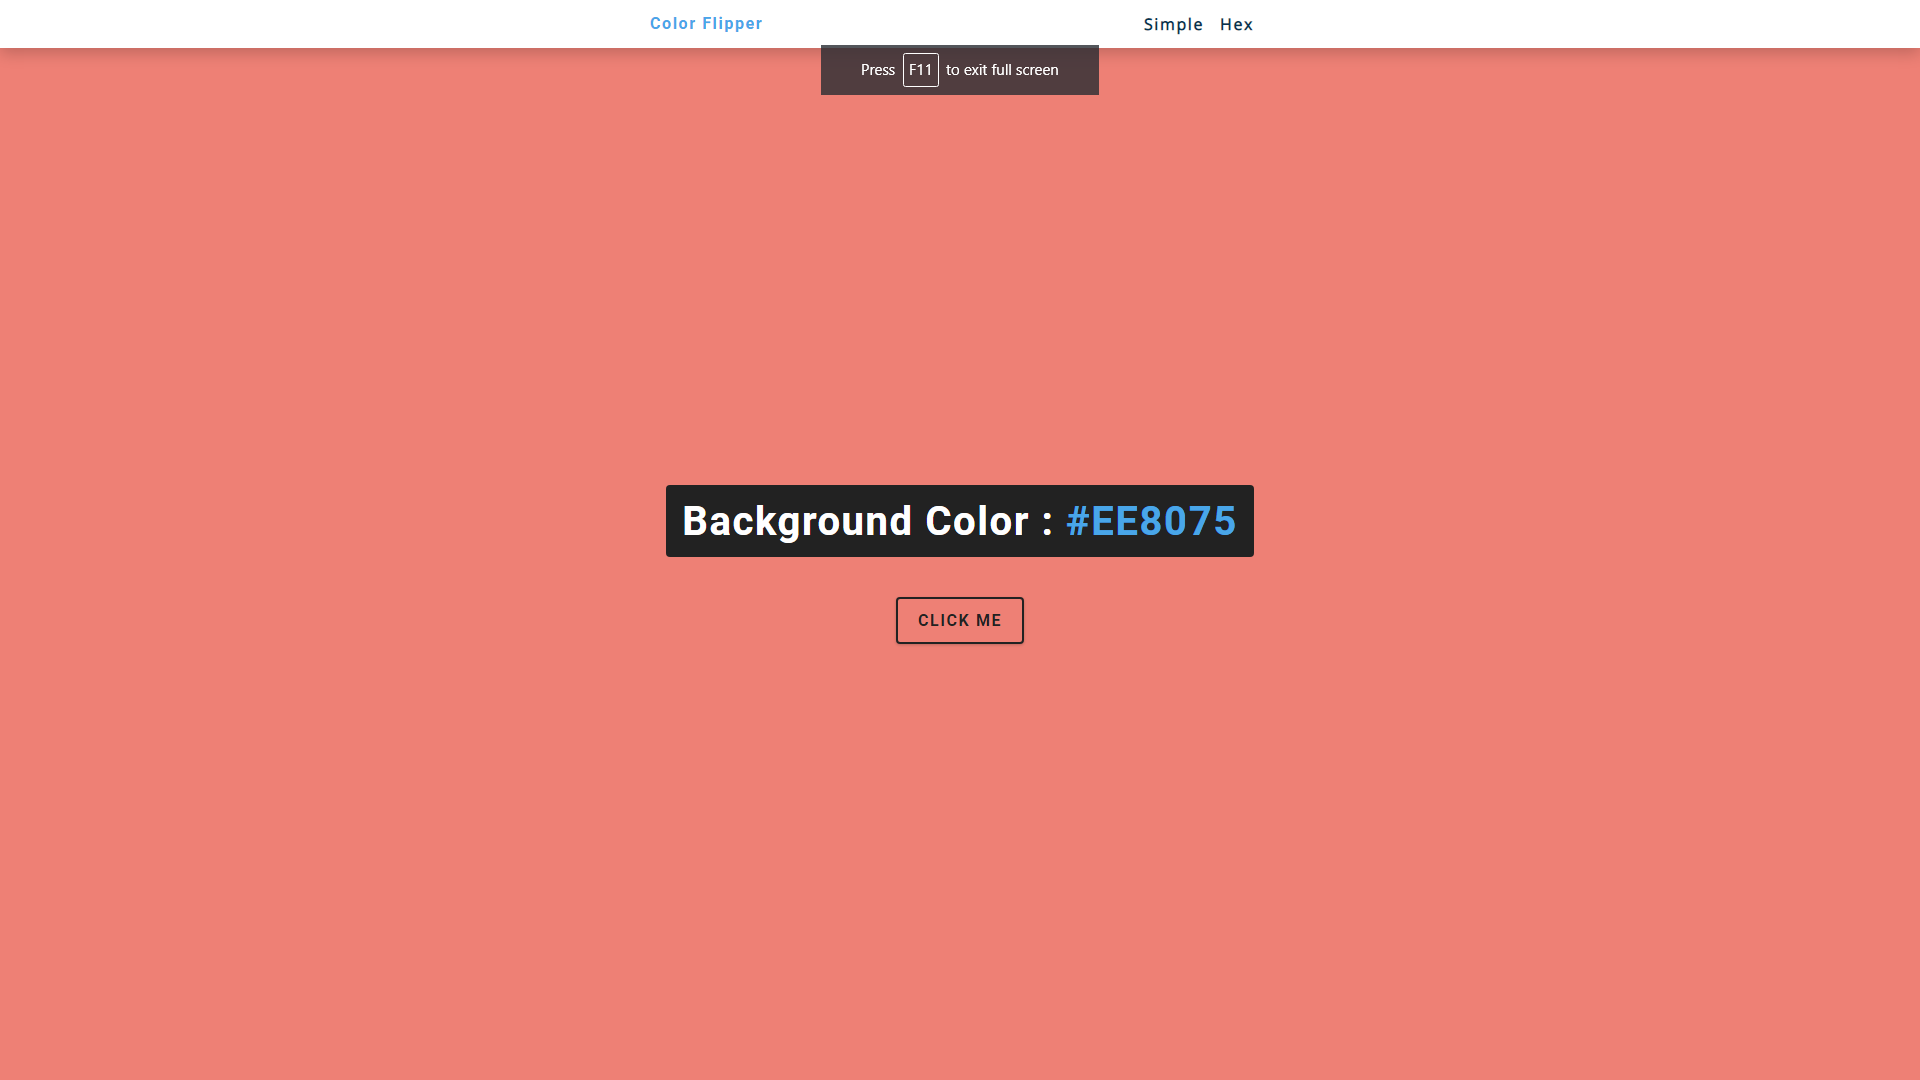 Color Flipper
Simple Hex
Press F11 to exit full screen
Background Color : #EE8075
CLICK ME